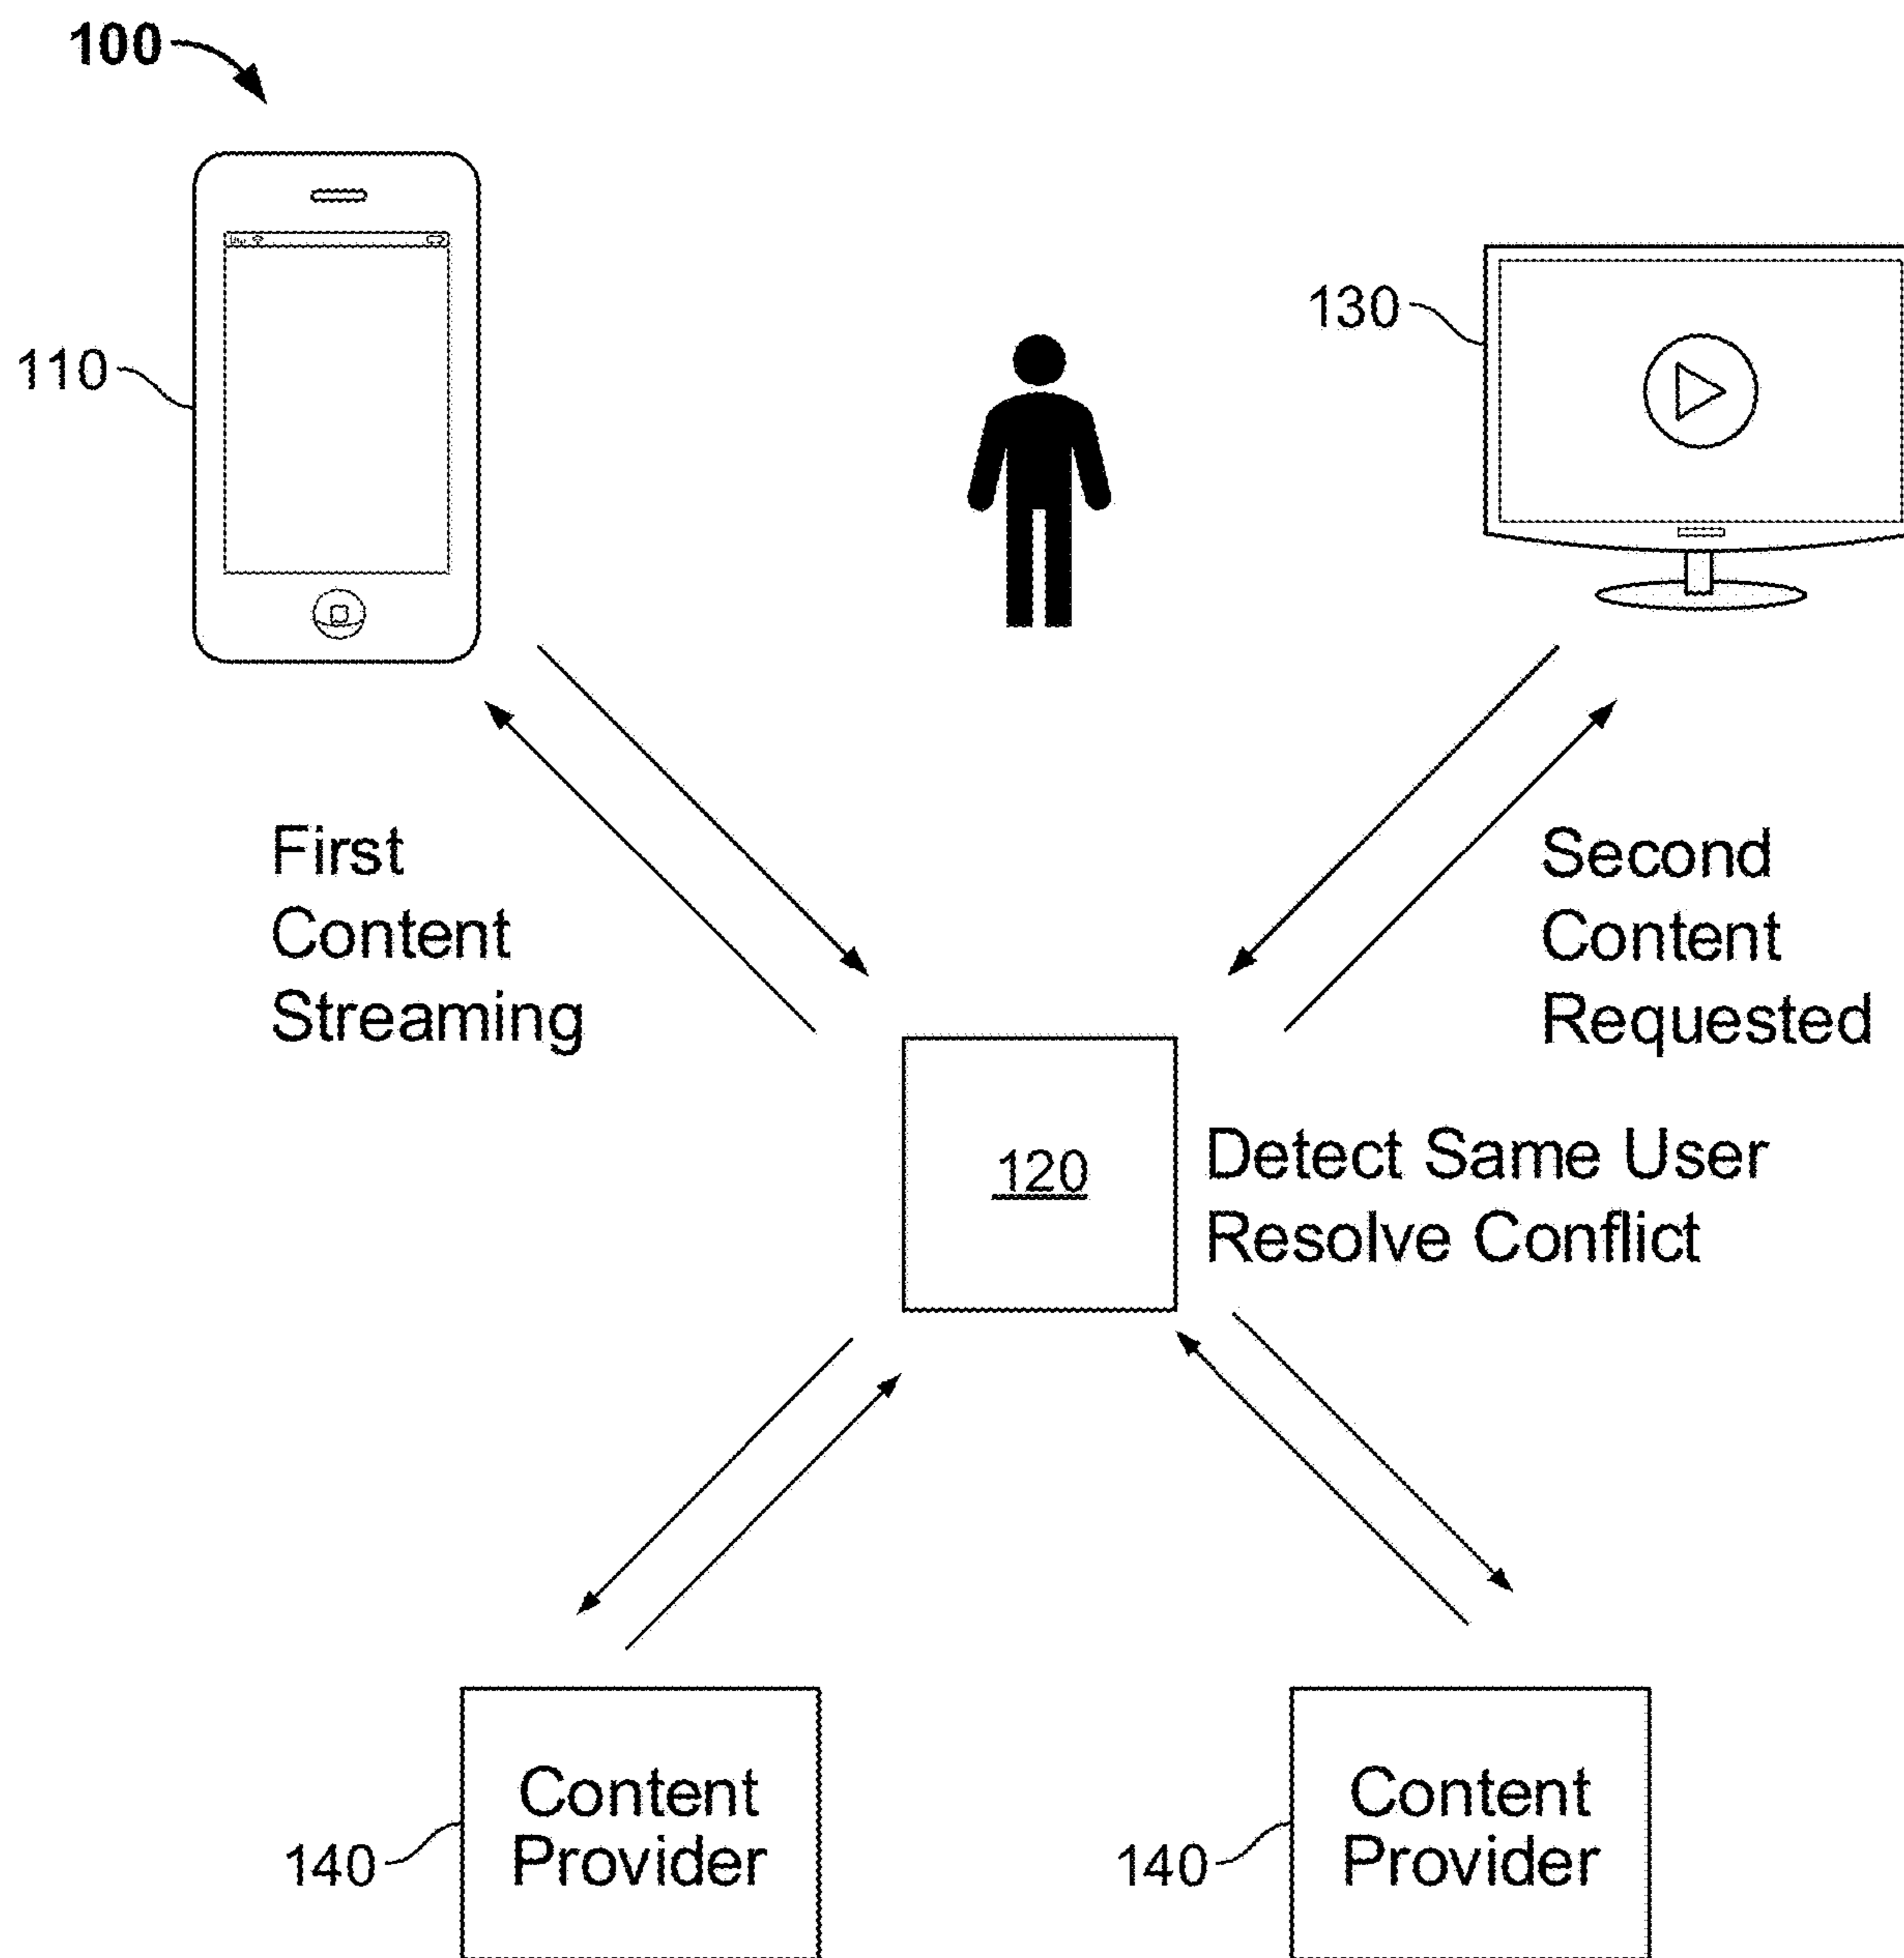 100
110
130
First
Content
Streaming
Second
Content
Requested
120
Detect Same User
Resolve Conflict
Content
Provider
140
Content
Provider
140